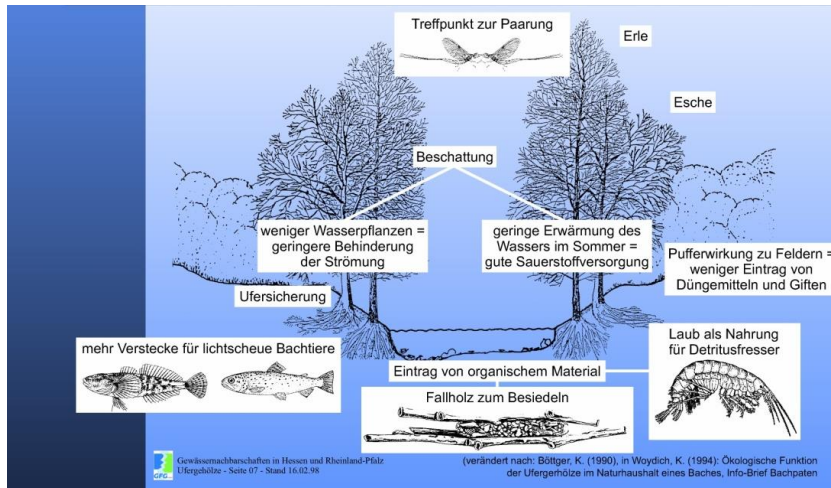 Treffpunkt zur Paarung
Erle
Esche
Beschattung
weniger Wasserpflanzen =
geringere Behinderung
der Strömung
geringe Erwärmung des
Wassers im Sommer =
gute Sauerstoffversorgung
Pufferwirkung zu Feldern =
weniger Eintrag von
Düngemitteln und Giften
Ufersicherung
mehr Verstecke für lichtscheue Bachtiere
Eintrag von organischem Material
Laub als Nahrung
für Detritusfresser
Fallholz zum Besiedeln
GFG
Gewässernachbarschaften in Hessen und Rheinland-Pfalz
Ufergehölze - Seite 07 - Stand 16.02.98
(verändert nach: Böttger, K. (1990), in Woydich, K. (1994): Ökologische Funktion
der Ufergerhölze im Naturhaushalt eines Baches, Info-Brief Bachpaten